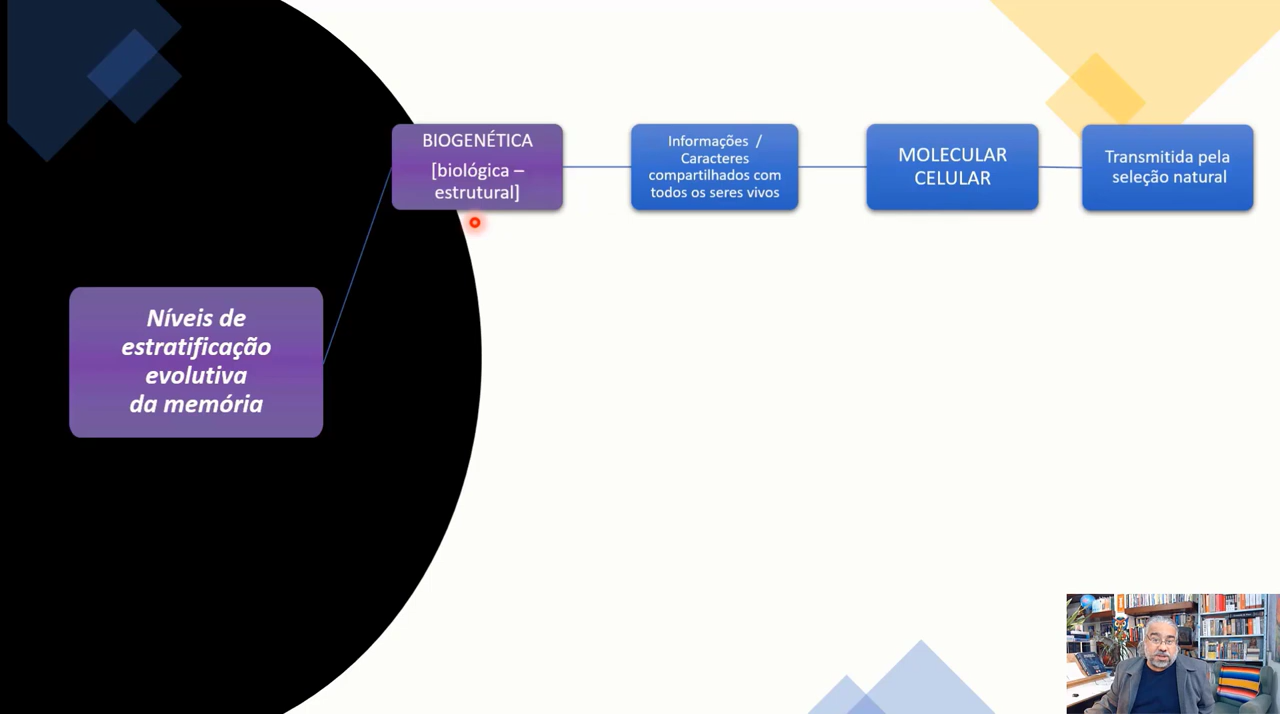 BIOGENÉTICA
[biológica –
estrutural]
Informações /
Caracteres
compartilhados com
todos os seres vivos
MOLECULAR
CELULAR
Transmitida pela
seleção natural
Níveis de
estratificação
evolutiva
da memória